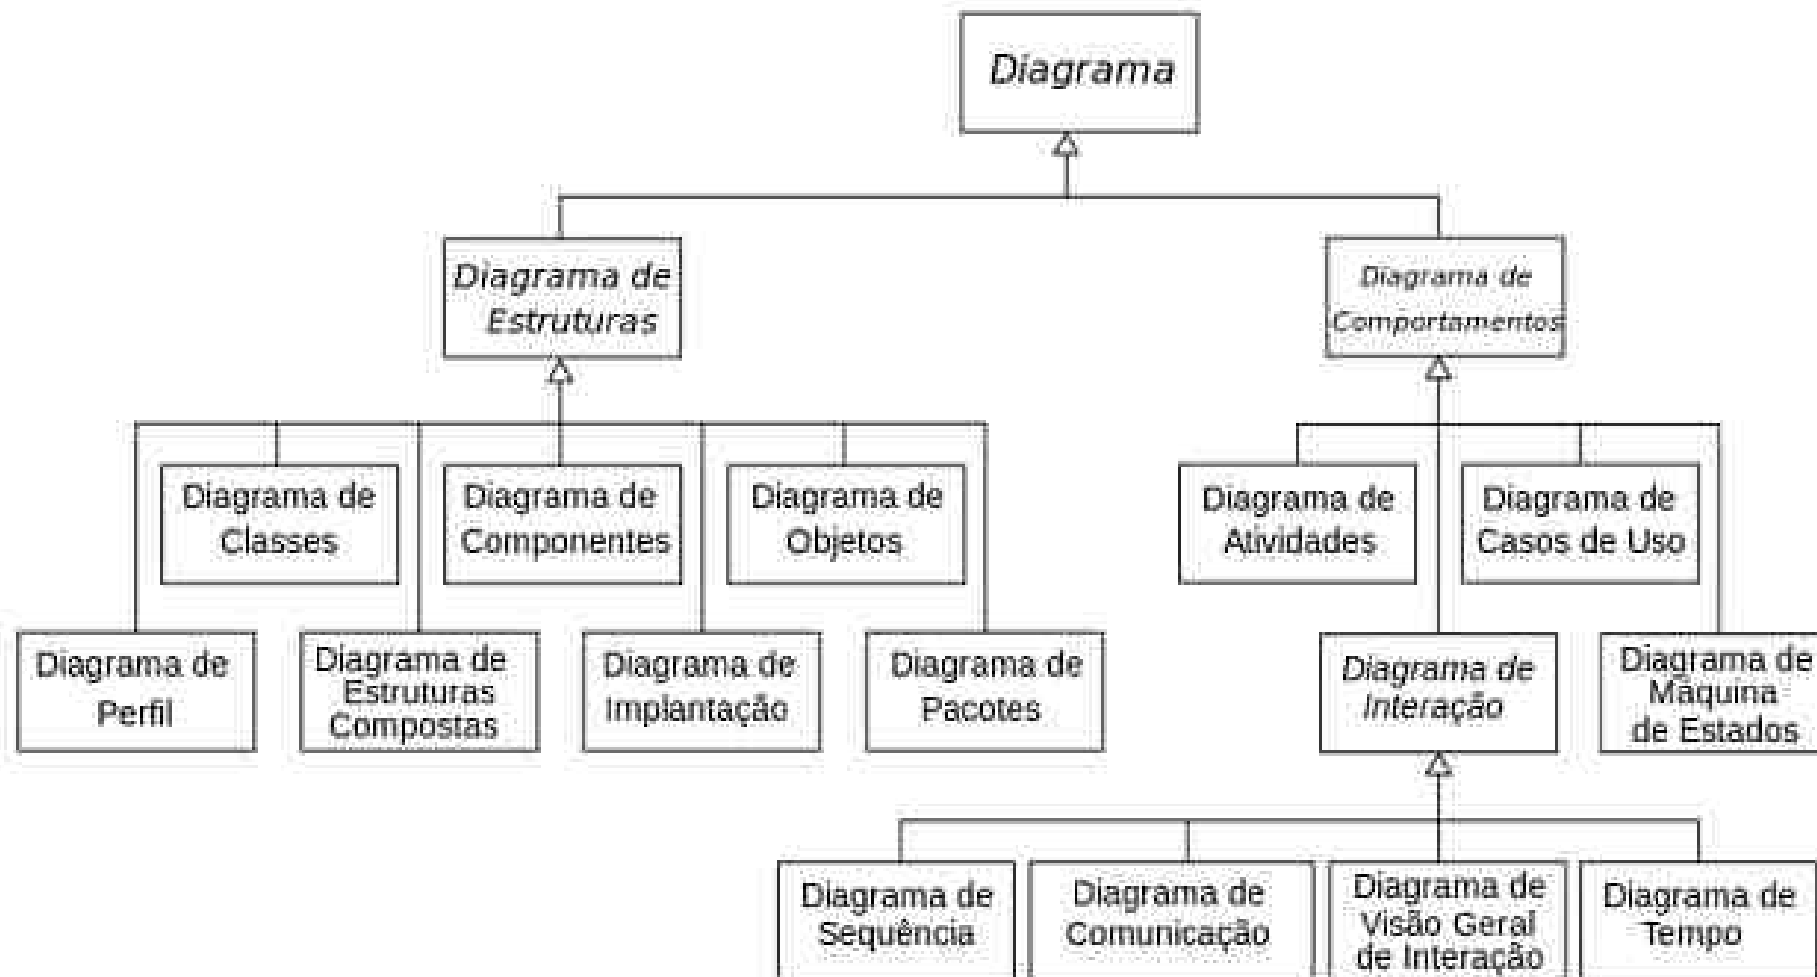 Diagrama
Diagrama de
Estruturas
Diagrama de
Comportamentos
Diagrama de
Classes
Diagrama de
Componentes
Diagrama de
Objetos
Diagrama de
Atividades
Diagrama de
Casos de Uso
Diagrama de
Perfil
Diagrama de
Estruturas
Compostas
Diagrama de
Implantação
Diagrama de
Pacotes
Diagrama de
Interação
Diagrama de
Máquina
de Estados
Diagrama de
Sequência
Diagrama de
Comunicação
Diagrama de
Visão Geral
de Interação
Diagrama de
Tempo